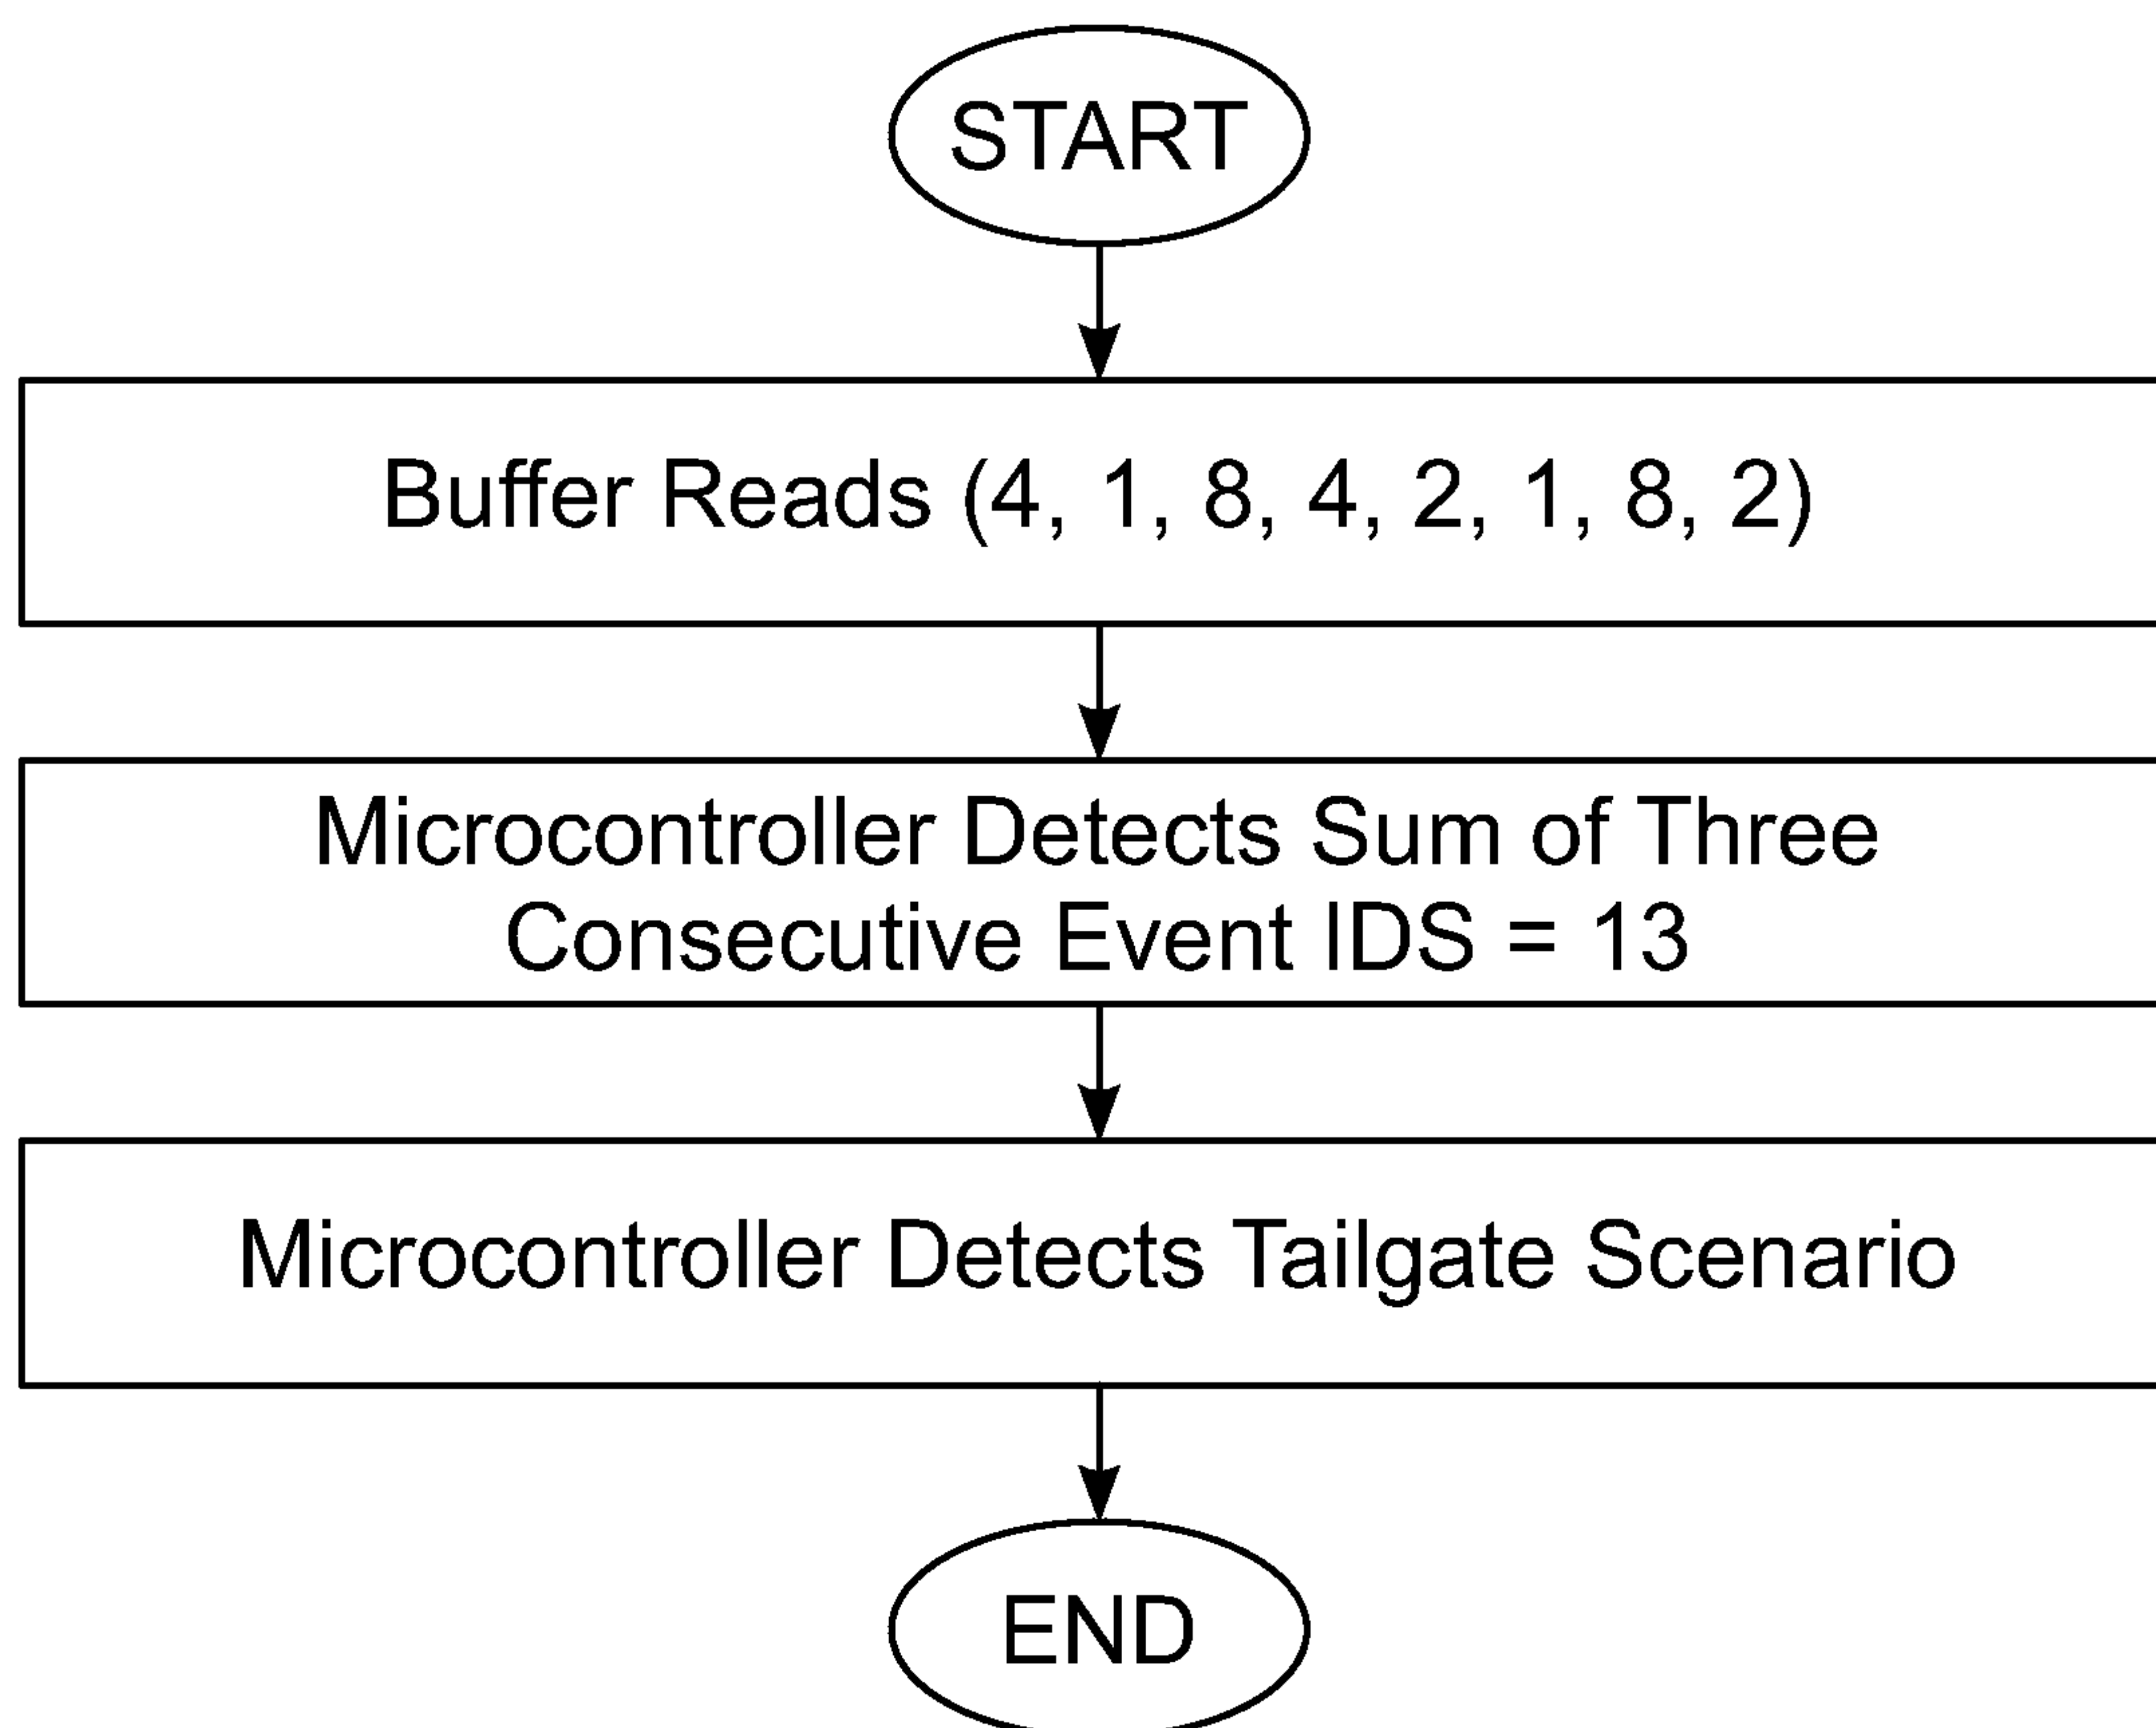 START
Buffer Reads (4, 1, 8, 4, 2, 1, 8, 2)
Microcontroller Detects Sum of Three
Consecutive Event IDS = 13
Microcontroller Detects Tailgate Scenario
END